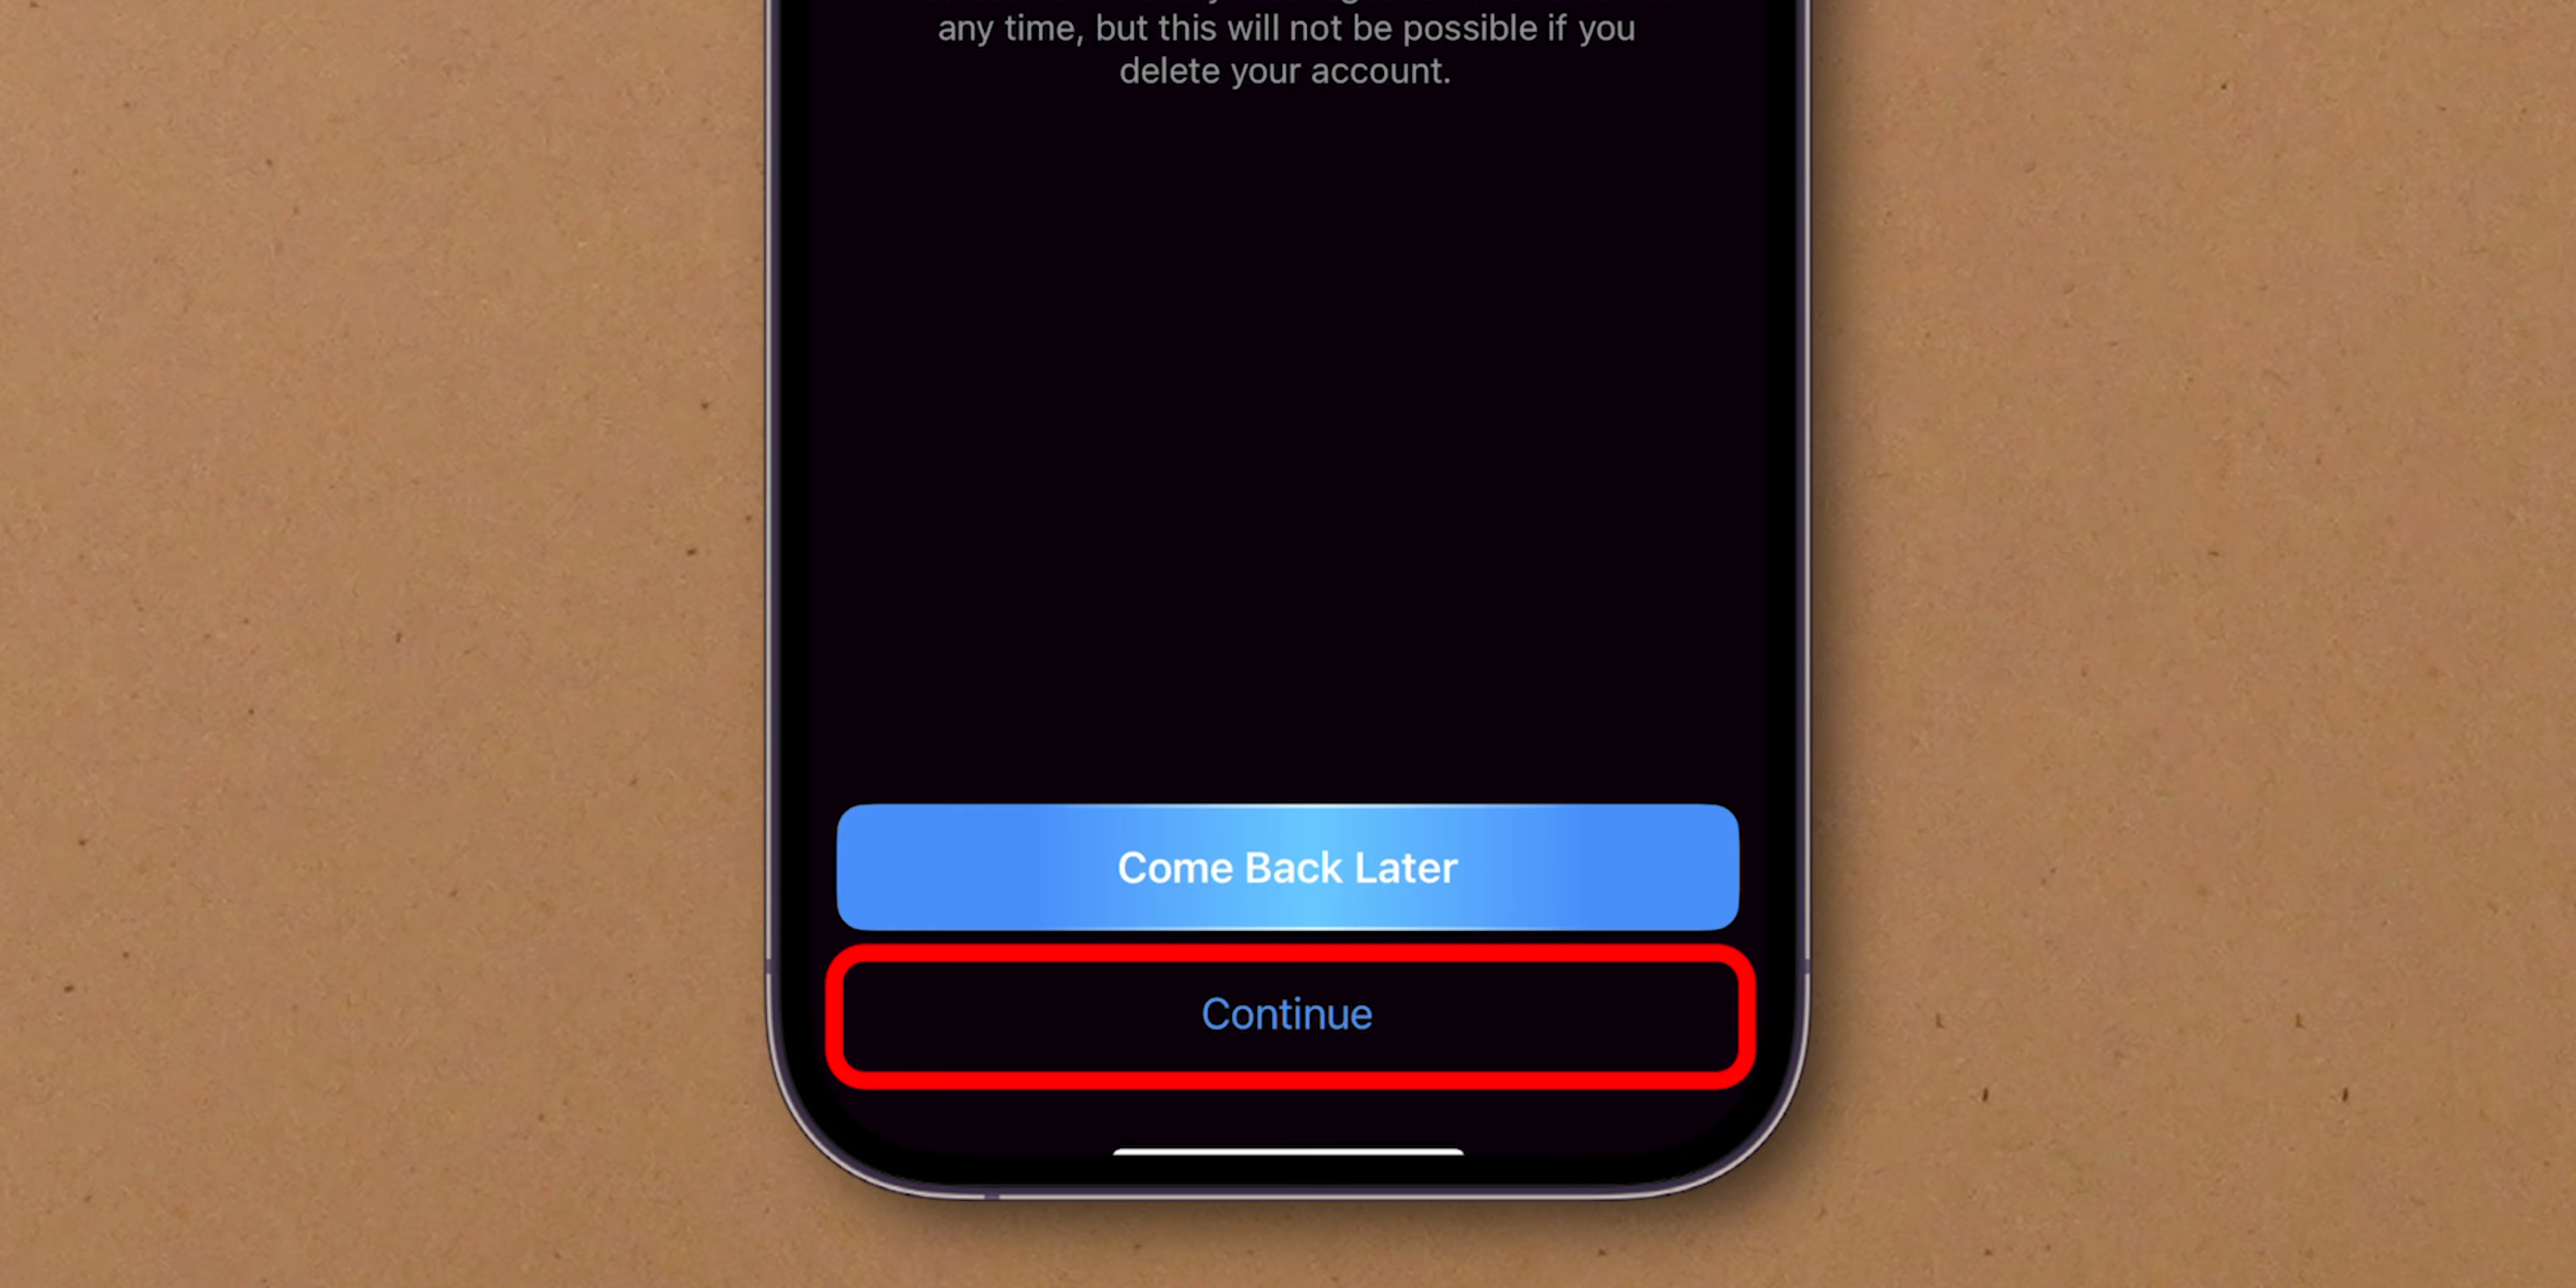 any time, but this will not be possible if you
delete your account.
Come Back Later
Continue